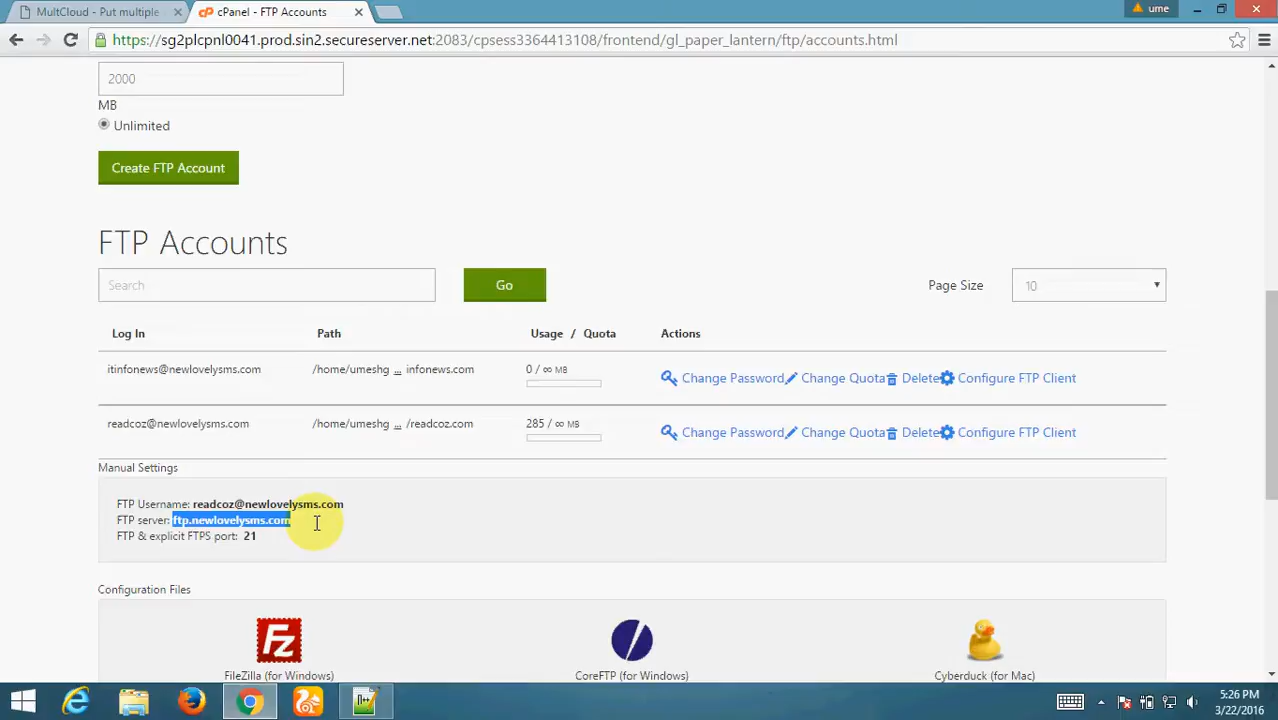 MultCloud - Put multiple
cPanel - FTP Accounts
ume
https://sg2plcpnl0041.prod.sin2.secureserver.net:2083/cpsess3364413108/frontend/gl_paper_lantern/ftp/accounts.html
2000
MB
Unlimited
Create FTP Account
FTP Accounts
Search
Go
Page Size
10
Log In Path Usage / Quota Actions
itinfonews@newlovelysms.com /home/umeshg ... infonews.com 0 / ∞ MB Change Password Change Quota Delete Configure FTP Client
readcoz@newlovelysms.com /home/umeshg ... /readcoz.com 285 / ∞ MB Change Password Change Quota Delete Configure FTP Client
Manual Settings
FTP Username: readcoz@newlovelysms.com
FTP server: ftp.newlovelysms.com
FTP & explicit FTPS port: 21
Configuration Files
Fz
FileZilla (for Windows) CoreFTP (for Windows) Cyberduck (for Mac)
5:26 PM
3/22/2016